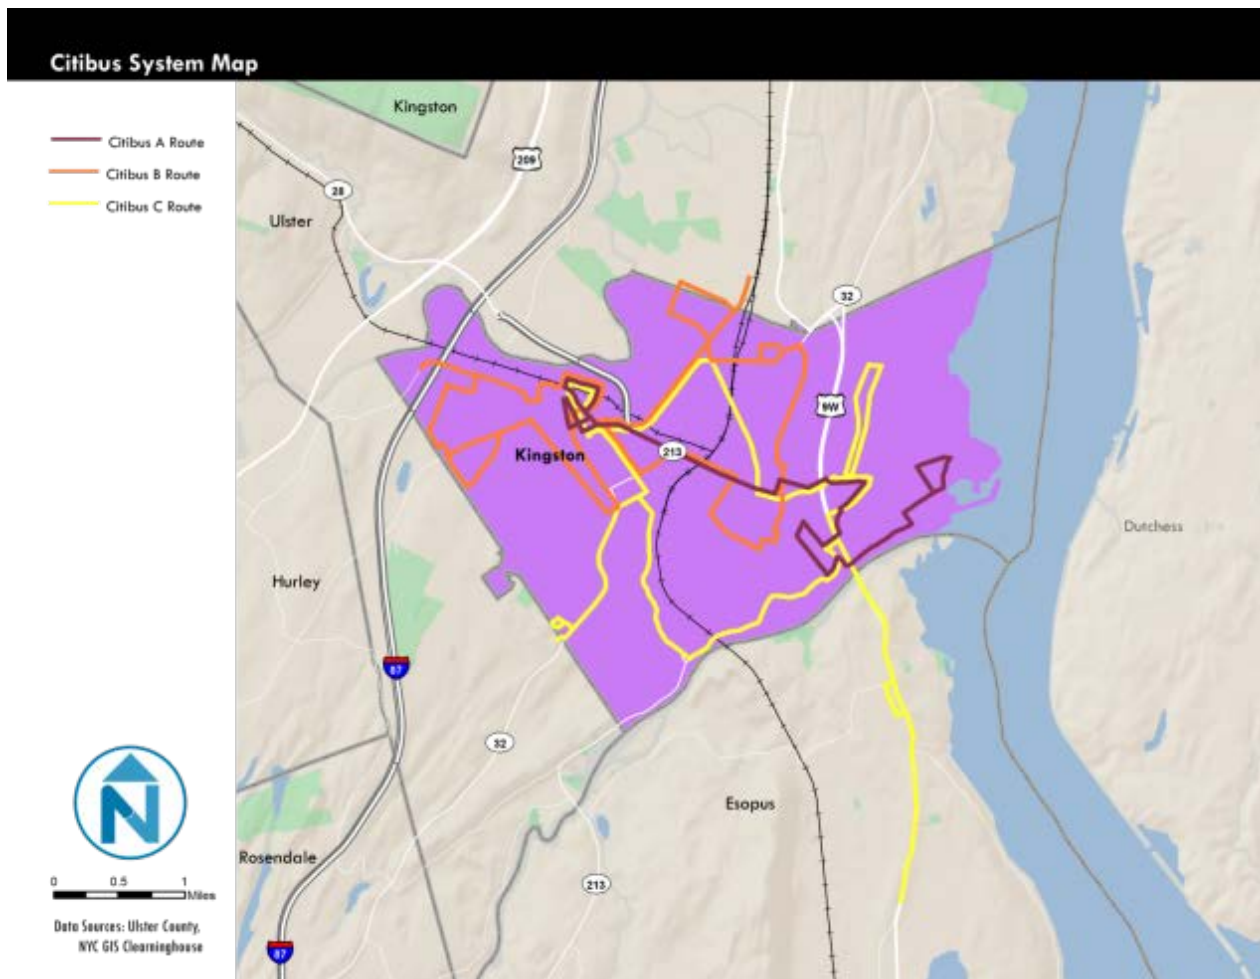 Citibus System Map
Citibus A Route
Citibus B Route
Citibus C Route
Kingston
209
28
Ulster
32
9W
Kingston
213
Dutchess
Hurley
87
32
Esopus
Rosendale
213
87
N
0 0.5 1
Miles
Data Sources: Ulster County,
NYC GIS Clearninghouse